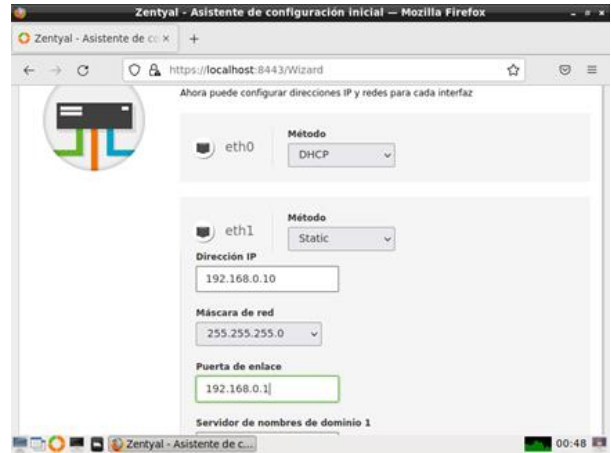 Zentyal - Asistente de configuración inicial — Mozilla Firefox
Zentyal - Asistente de co
https://localhost:8443/Wizard
Ahora puede configurar direcciones IP y redes para cada interfaz
eth0
Método
DHCP
eth1
Método
Static
Dirección IP
192.168.0.10
Máscara de red
255.255.255.0
Puerta de enlace
192.168.0.1
Servidor de nombres de dominio 1
Zentyal - Asistente de c...
00:48